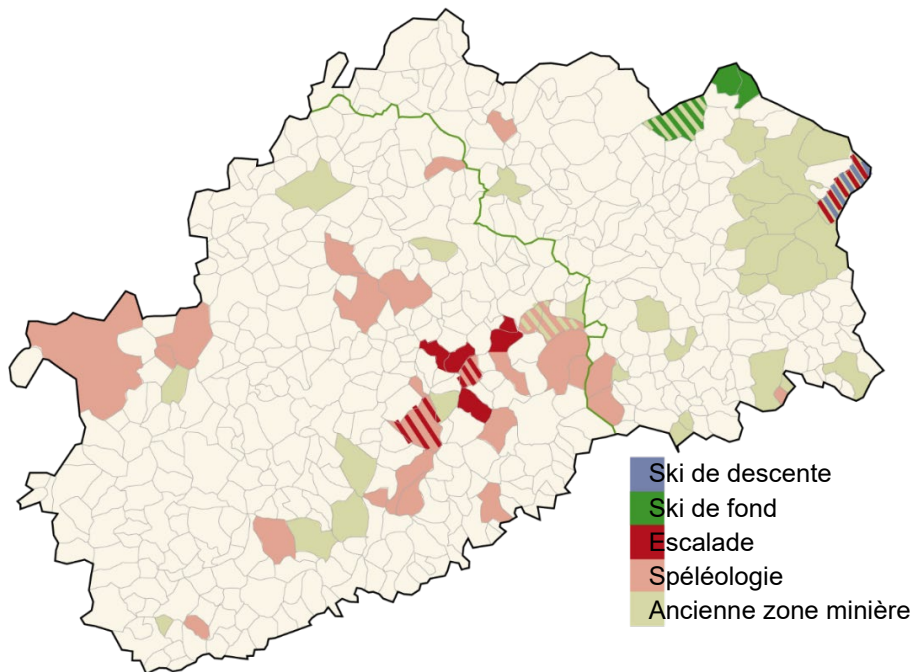 Ski de descente
Ski de fond
Escalade
Spéléologie
Ancienne zone minière